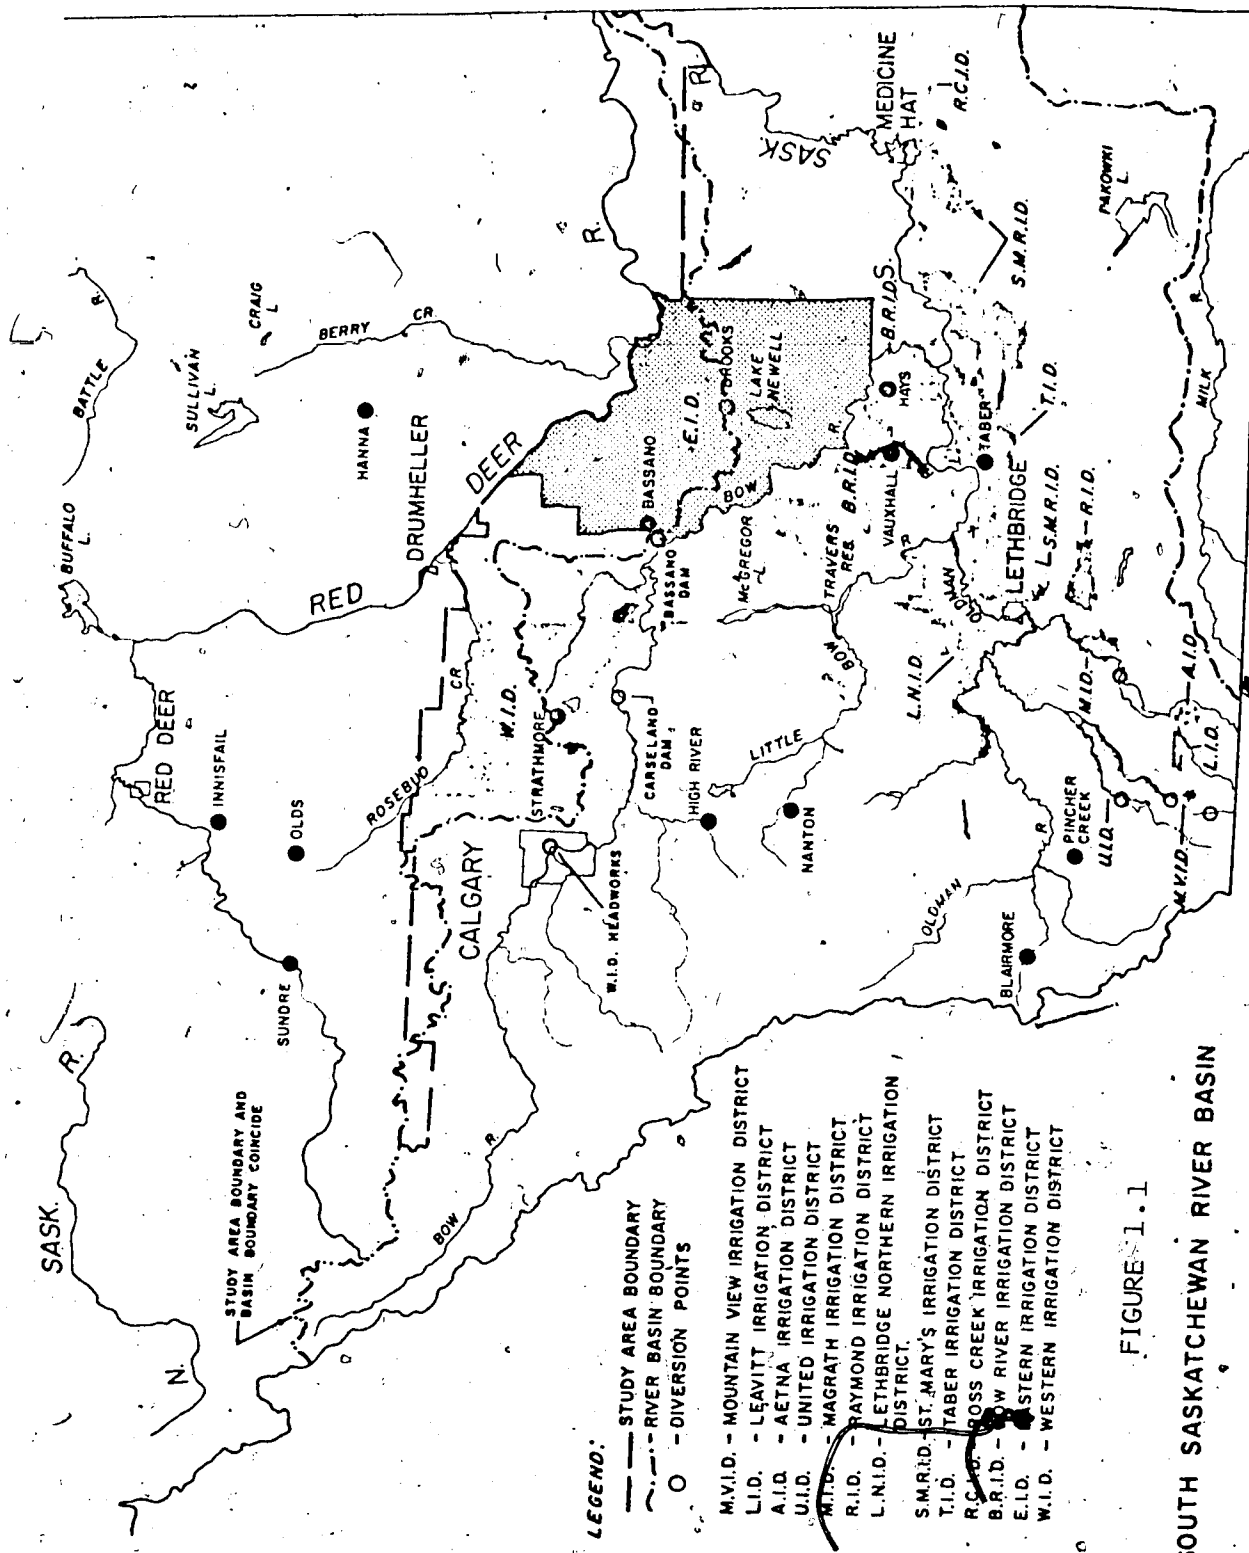 N. SASK. R.
BATTLE R.
BUFFALO
L.
SULLIVAN
L.
CRAIG
L
BERRY CR.
HANNA
DRUMHELLER
RED DEER R.
RED DEER
INNISFAIL
OLDS
SUNDRE
STUDY AREA BOUNDARY AND
BASIN BOUNDARY COINCIDE
ROSEBUD CR
W.I.D.
STRATHMORE
CALGARY
W.I.D. HEADWORKS
BOW R.
CARSELAND
DAM
HIGH RIVER
NANTON
LITTLE BOW
BASSANO
BASSANO
DAM
E.I.D.
BROOKS
LAKE
NEWELL
BOW R.
McGREGOR
L
TRAVERS
RES.
B.R.I.D.
VAUXHALL
HAYS
B.R.I.D.
S. SASK. R.
MEDICINE
HAT
R.C.I.D.
S.M.R.I.D.
TABER
T.I.D.
OLDMAN
LETHBRIDGE
S.M.R.I.D.
R.I.D.
L.N.I.D.
M.I.D.
A.I.D.
L.I.D.
U.I.D.
M.V.I.D.
PINCHER
CREEK
OLDMAN R.
BLAIRMORE
PAKOWKI
L.
MILK R.
LEGEND:
STUDY AREA BOUNDARY
RIVER BASIN BOUNDARY
O - DIVERSION POINTS
M.V.I.D. - MOUNTAIN VIEW IRRIGATION DISTRICT
L.I.D. - LEAVITT IRRIGATION DISTRICT
A.I.D. - AETNA IRRIGATION DISTRICT
U.I.D. - UNITED IRRIGATION DISTRICT
M.I.D. - MAGRATH IRRIGATION DISTRICT
R.I.D. - RAYMOND IRRIGATION DISTRICT
L.N.I.D. - LETHBRIDGE NORTHERN IRRIGATION
DISTRICT.
S.M.R.I.D. - ST. MARY'S IRRIGATION DISTRICT
T.I.D. - TABER IRRIGATION DISTRICT
R.C.I.D. - ROSS CREEK IRRIGATION DISTRICT
B.R.I.D. - BOW RIVER IRRIGATION DISTRICT
E.I.D. - EASTERN IRRIGATION DISTRICT
W.I.D. - WESTERN IRRIGATION DISTRICT
FIGURE 1.1
SOUTH SASKATCHEWAN RIVER BASIN